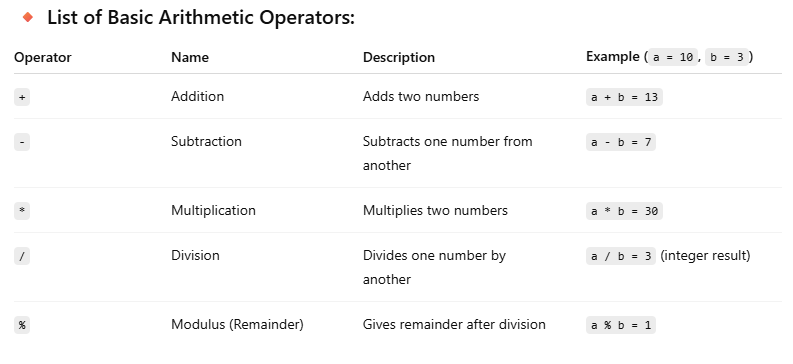 List of Basic Arithmetic Operators:
Operator Name Description Example ( a = 10 , b = 3 )
+ Addition Adds two numbers a + b = 13
- Subtraction Subtracts one number from another a - b = 7
* Multiplication Multiplies two numbers a * b = 30
/ Division Divides one number by another a / b = 3 (integer result)
% Modulus (Remainder) Gives remainder after division a % b = 1